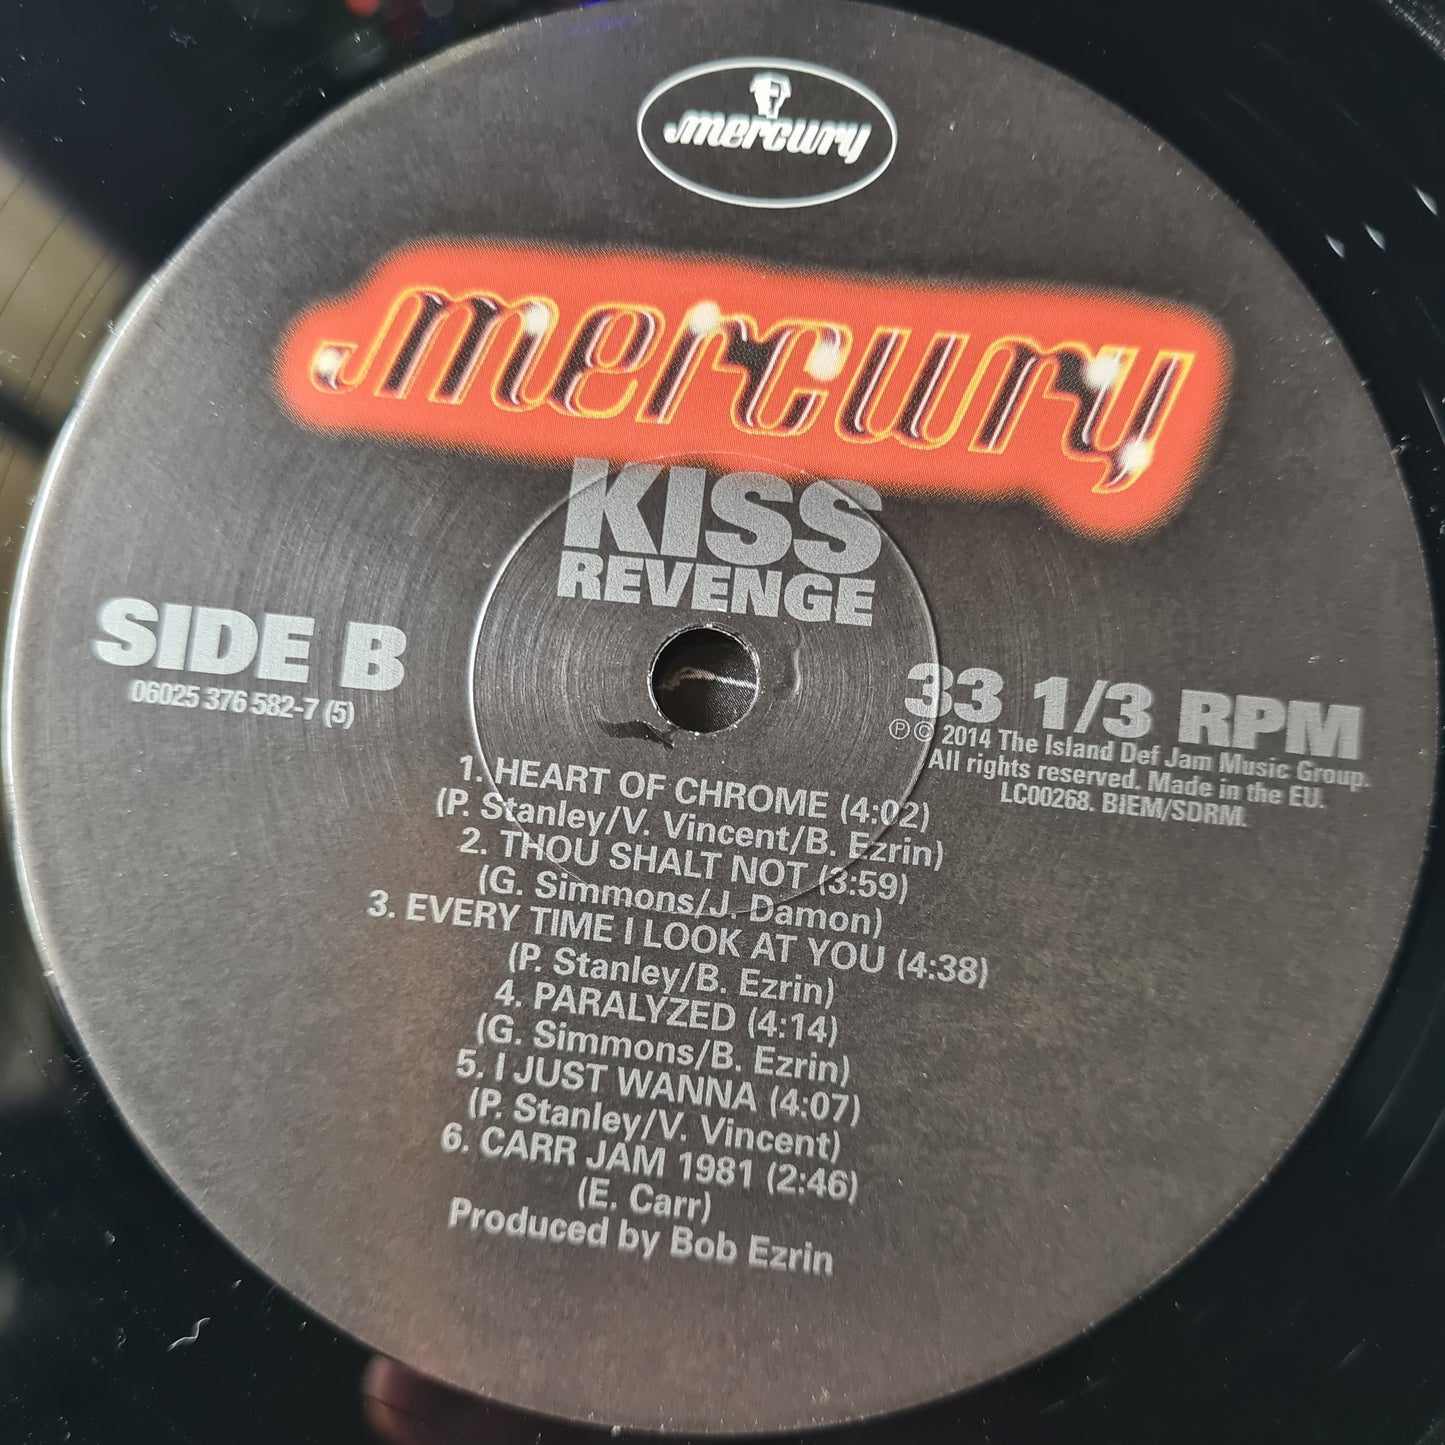 mercury
mercury
KISS
REVENGE
SIDE B
06025 376 582-7 (5)
33 1/3 RPM
℗© 2014 The Island Def Jam Music Group.
All rights reserved. Made in the EU.
LC00268. BIEM/SDRM.
1. HEART OF CHROME (4:02)
(P. Stanley/V. Vincent/B. Ezrin)
2. THOU SHALT NOT (3:59)
(G. Simmons/J. Damon)
3. EVERY TIME I LOOK AT YOU (4:38)
(P. Stanley/B. Ezrin)
4. PARALYZED (4:14)
(G. Simmons/B. Ezrin)
5. I JUST WANNA (4:07)
(P. Stanley/V. Vincent)
6. CARR JAM 1981 (2:46)
(E. Carr)
Produced by Bob Ezrin